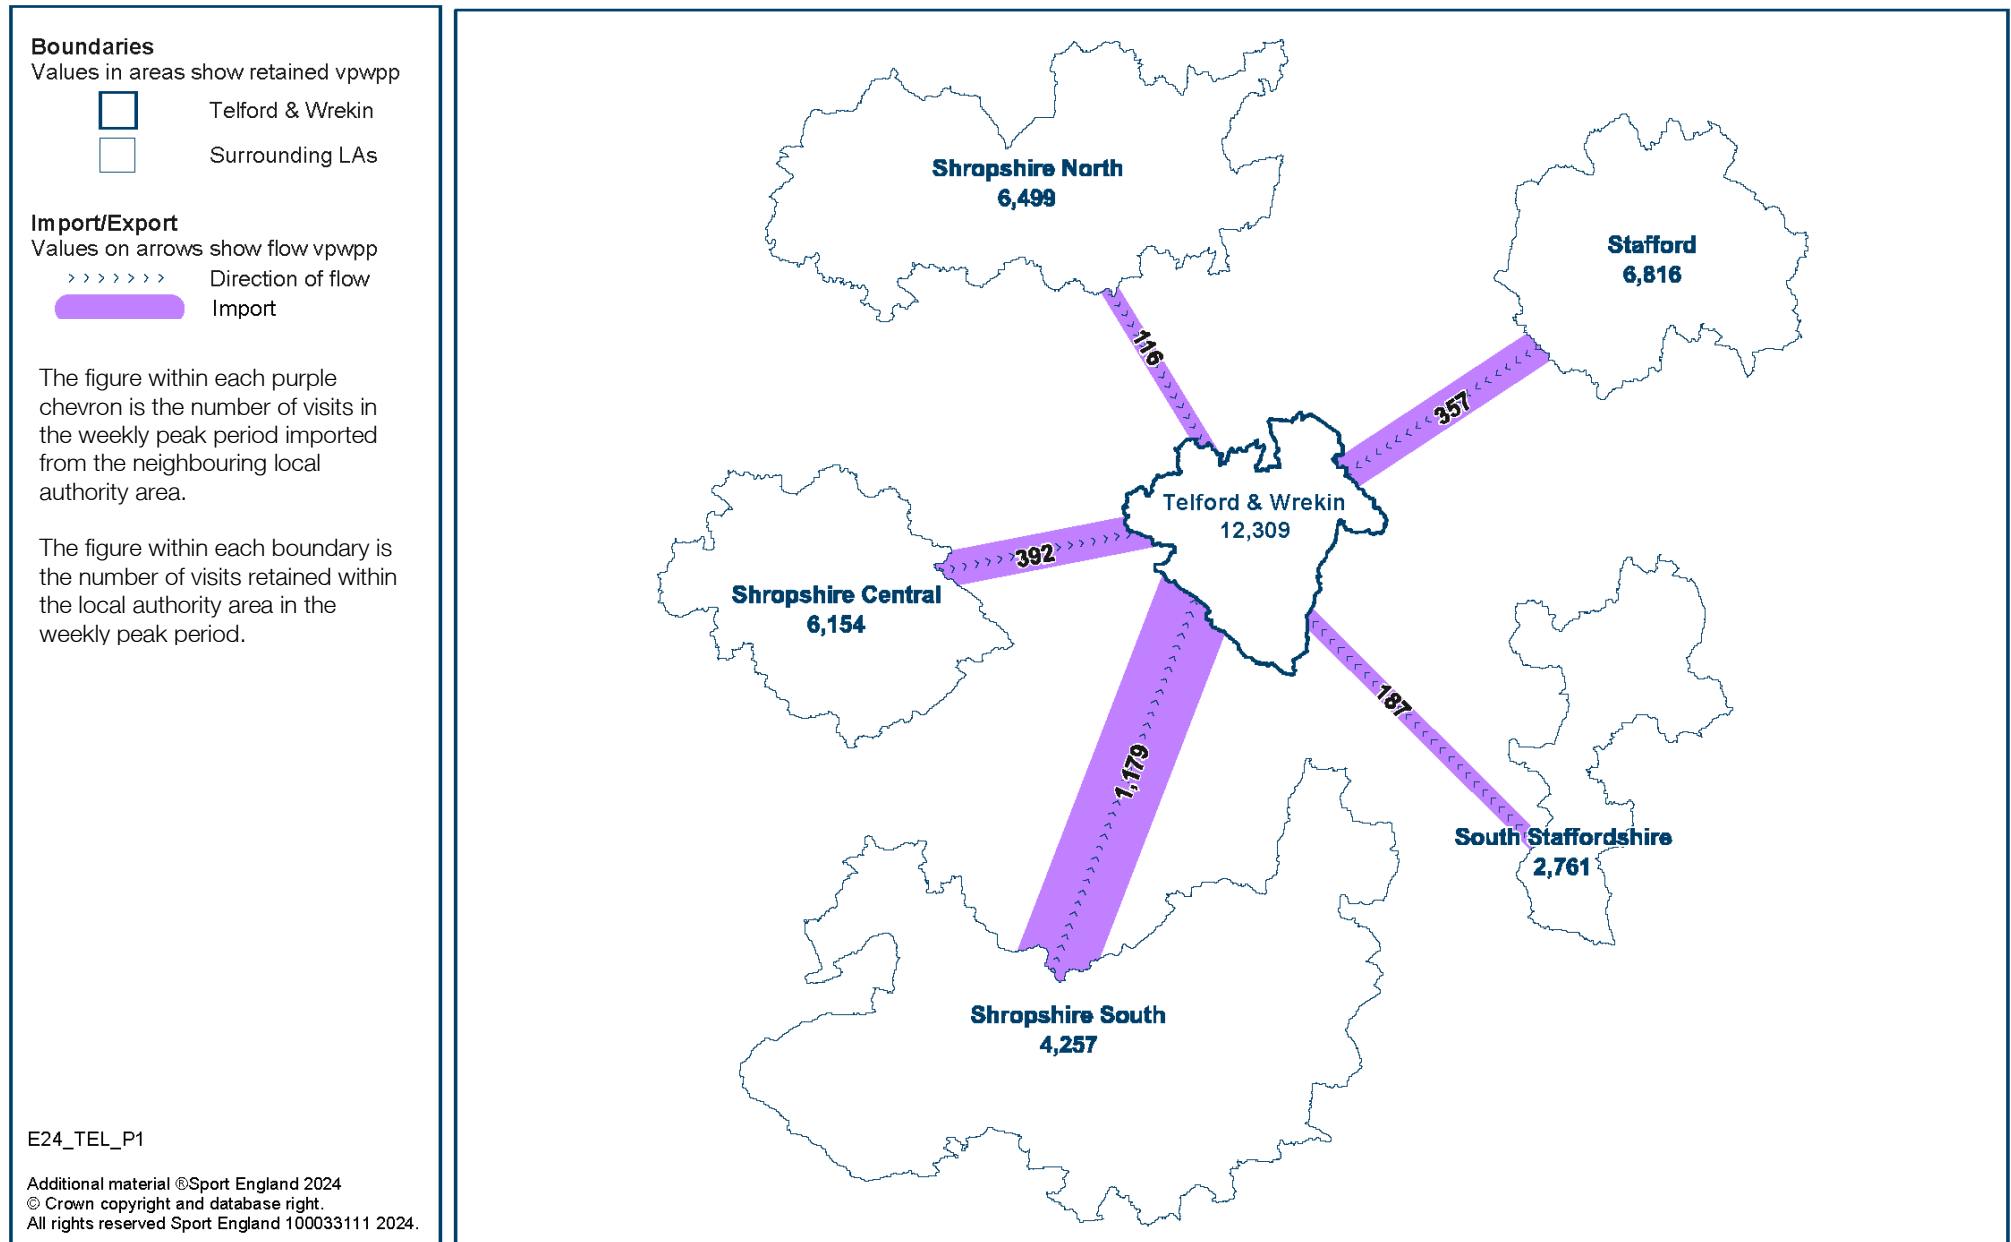 Boundaries
Values in areas show retained vpwpp
Telford & Wrekin
Surrounding LAs
Import/Export
Values on arrows show flow vpwpp
Direction of flow
Import
The figure within each purple
chevron is the number of visits in
the weekly peak period imported
from the neighbouring local
authority area.
The figure within each boundary is
the number of visits retained within
the local authority area in the
weekly peak period.
E24_TEL_P1
Additional material ®Sport England 2024
© Crown copyright and database right.
All rights reserved Sport England 100033111 2024.
Shropshire North
6,499
Stafford
6,816
116
357
Telford & Wrekin
12,309
392
Shropshire Central
6,154
187
1,179
South Staffordshire
2,761
Shropshire South
4,257